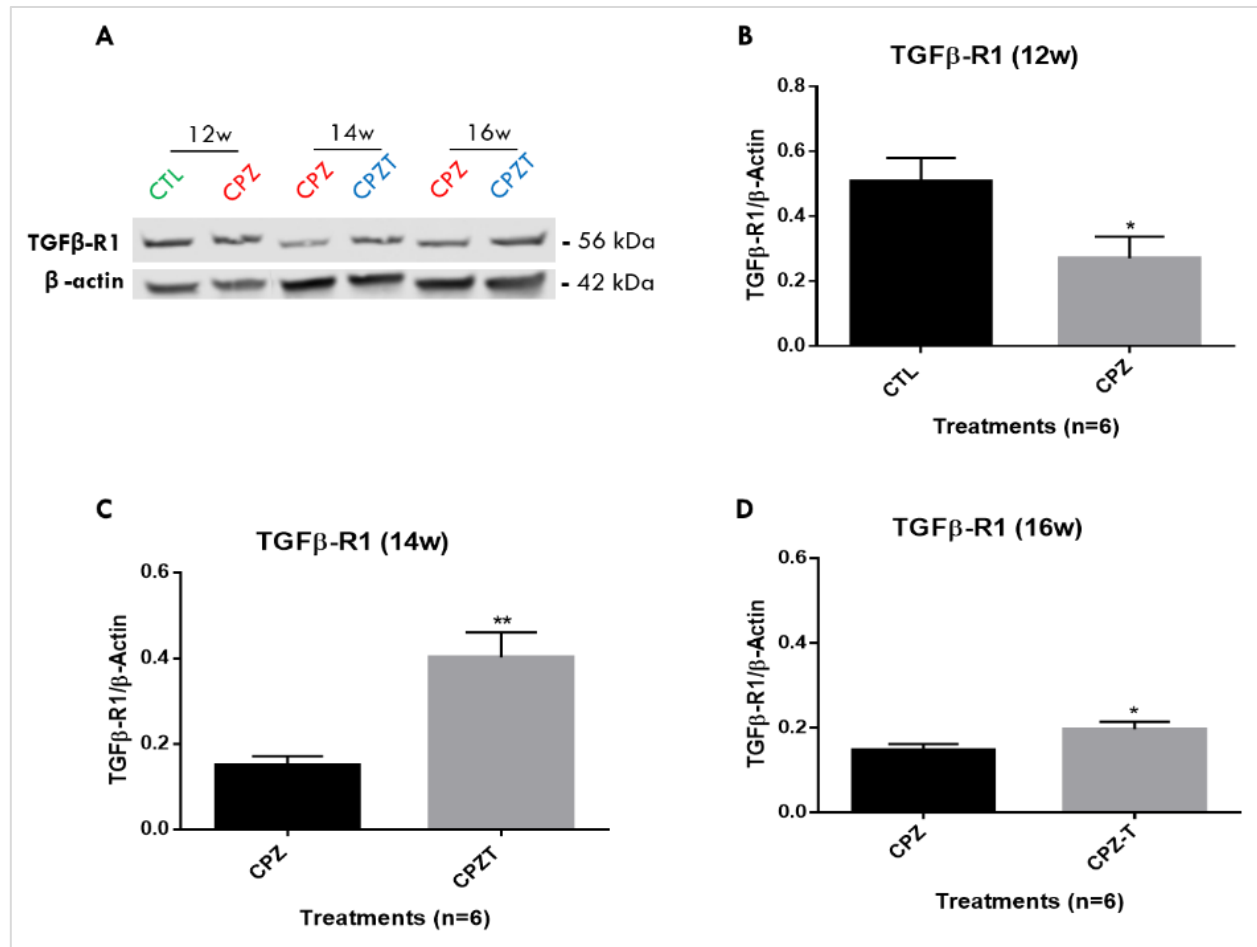 A
12w 14w 16w
CTL CPZ CPZ CPZT CPZ CPZT
TGFβ-R1 - 56 kDa
β -actin - 42 kDa
B
TGFβ-R1 (12w)
TGFβ-R1/β-Actin
0.8
0.6
0.4
0.2
0.0
*
CTL CPZ
Treatments (n=6)
C
TGFβ-R1 (14w)
TGFβ-R1/β-Actin
0.6
0.4
0.2
0.0
**
CPZ CPZT
Treatments (n=6)
D
TGFβ-R1 (16w)
TGFβ-R1/β-Actin
0.6
0.4
0.2
0.0
*
CPZ CPZ-T
Treatments (n=6)